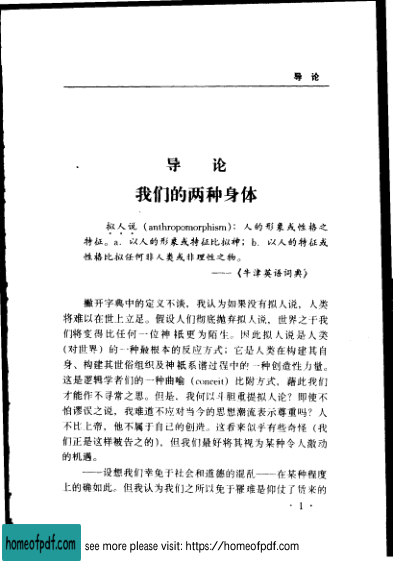 导 论
导 论
我们的两种身体
拟人说 (anthropomorphism)：人的形象或性格之
特征。a．以人的形象或特征比拟神；b．以人的特征或
性格比拟任何非人类或非理性之物。
——《牛津英语词典》
撇开字典中的定义不谈，我认为如果没有拟人说，人类
将难以在世上立足。假设人们彻底抛弃拟人说，世界之于我
们将变得比任何一位神祇更为陌生。因此拟人说是人类
(对世界) 的一种最根本的反应方式；它是人类在构建其自
身、构建其世俗组织及神祇系谱过程中的一种创造性力量。
这是逻辑学者们的一种曲喻 (conceit) 比附方式，藉此我们
才能作不寻常之思。但是，我何以斗胆重提拟人论？即使不
怕谬误之说，我难道不应对当今的思想潮流表示尊重吗？人
不比上帝，他不属于自己的创造。这看来似乎有些奇怪 (我
们正是这样被告之的)，但我们最好将其视为某种令人激动
的机遇。
——设想我们幸免于社会和道德的混乱——在某种程度
上的确如此。但我认为我们之所以免于罹难是仰仗了赁来的
· 1 ·
homeofpdf.com
see more please visit: https://homeofpdf.com